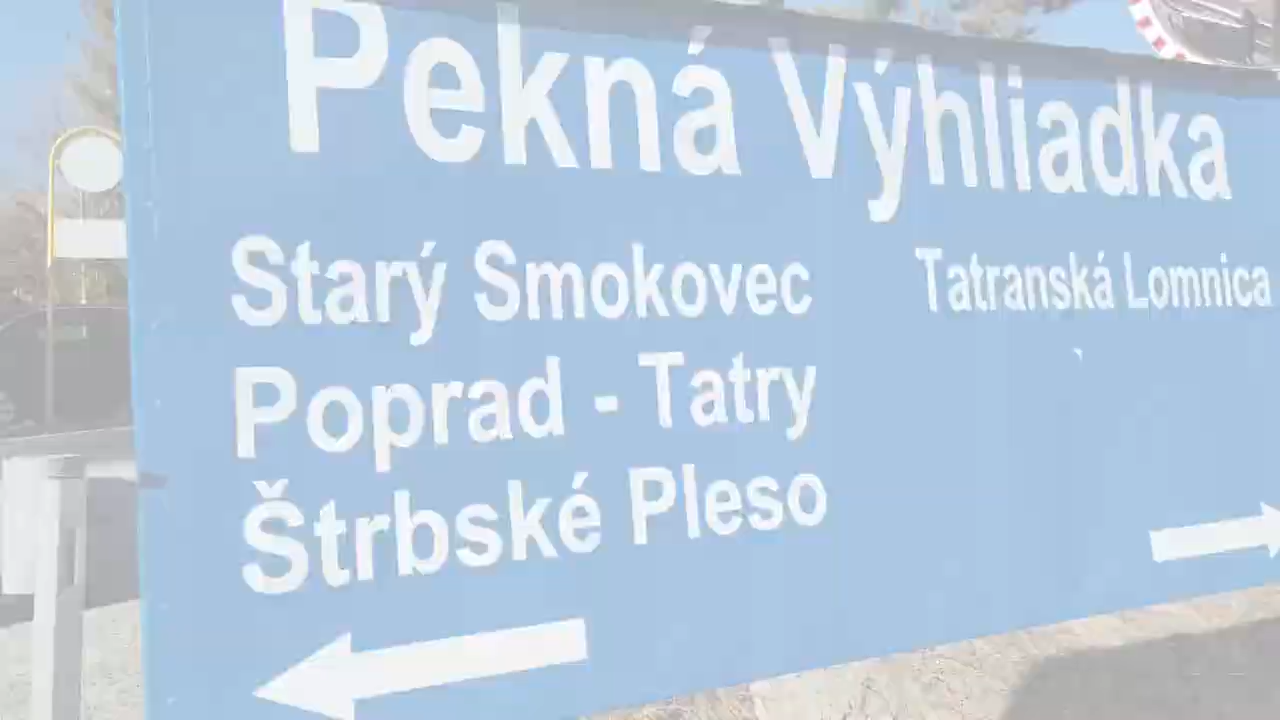 Pekná Výhliadka
Starý Smokovec
Poprad - Tatry
Štrbské Pleso
Tatranská Lomnica